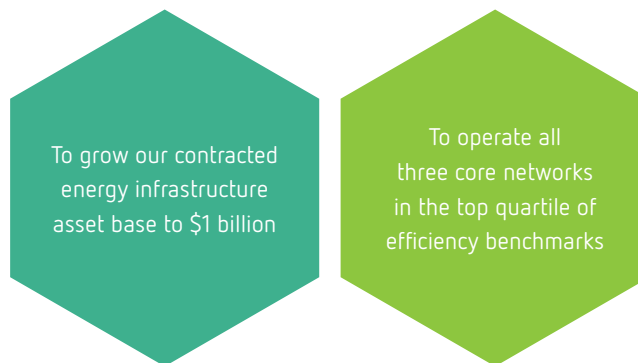 To grow our contracted
energy infrastructure
asset base to $1 billion
To operate all
three core networks
in the top quartile of
efficiency benchmarks